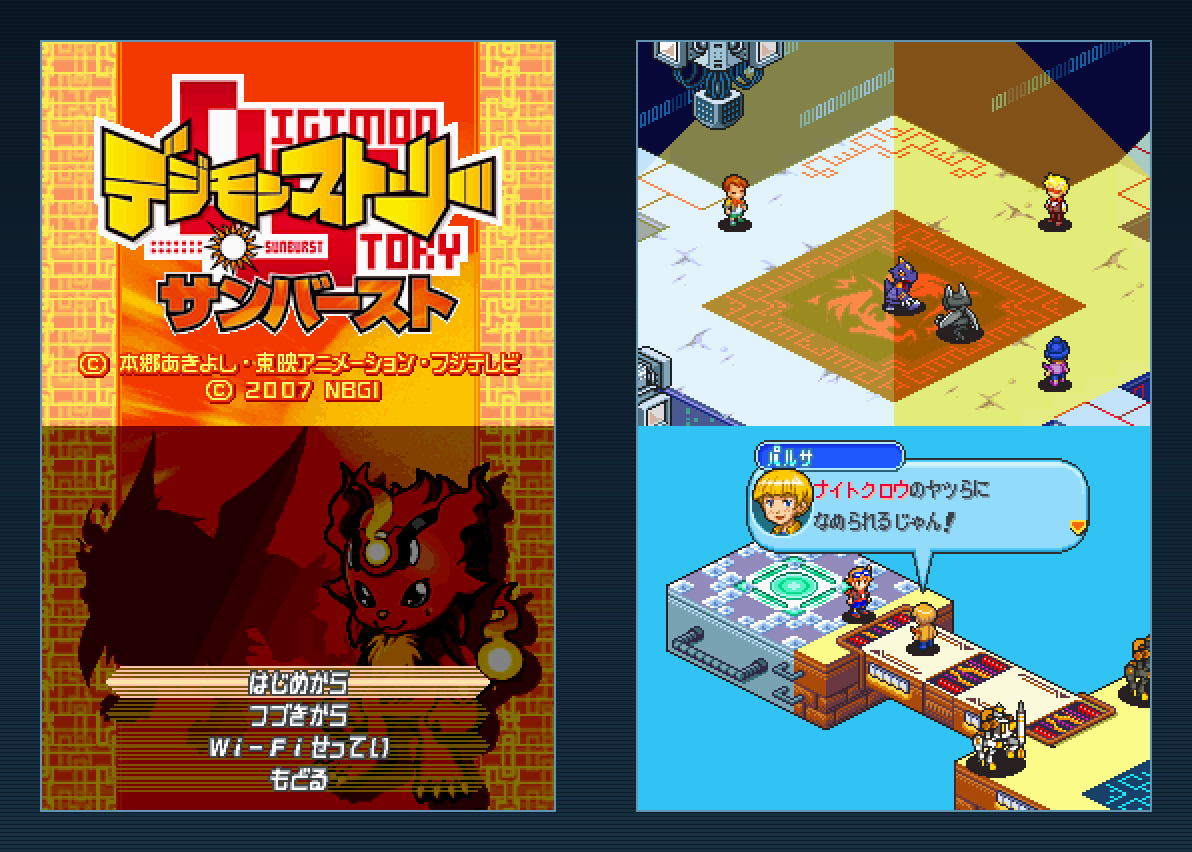 DIGIMON
デジモンストーリー
SUNBURST
STORY
サンバースト
© 本郷あきよし・東映アニメーション・フジテレビ
© 2007 NBGI
はじめから
つづきから
Wi-Fiせってい
もどる
パルサ
ナイトクロウのヤツらに
なめられるじゃん!